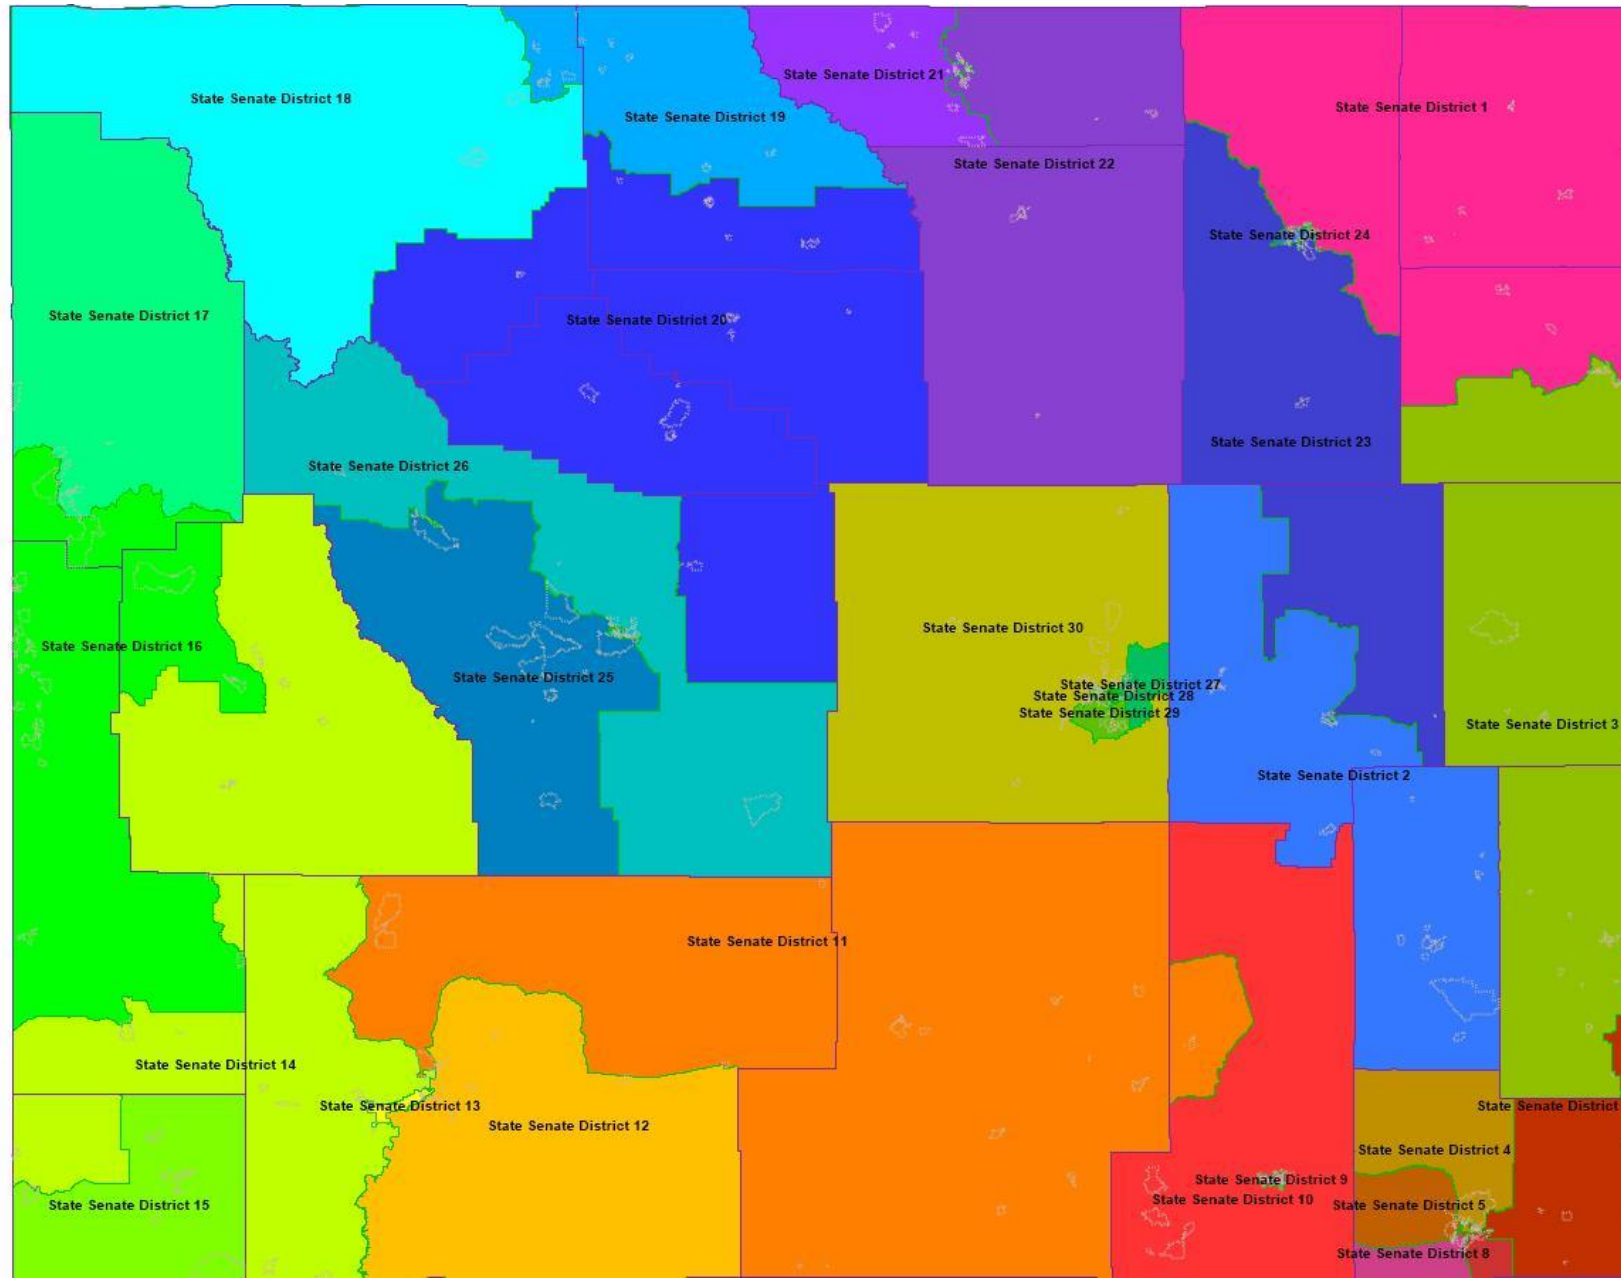 State Senate District 21
State Senate District 18
State Senate District 1
State Senate District 19
State Senate District 22
State Senate District 24
State Senate District 17
State Senate District 20
State Senate District 23
State Senate District 26
State Senate District 30
State Senate District 16
State Senate District 25
State Senate District 27
State Senate District 28
State Senate District 29
State Senate District 3
State Senate District 2
State Senate District 11
State Senate District 14
State Senate District 13
State Senate District
State Senate District 12
State Senate District 4
State Senate District 9
State Senate District 10
State Senate District 15
State Senate District 5
State Senate District 8